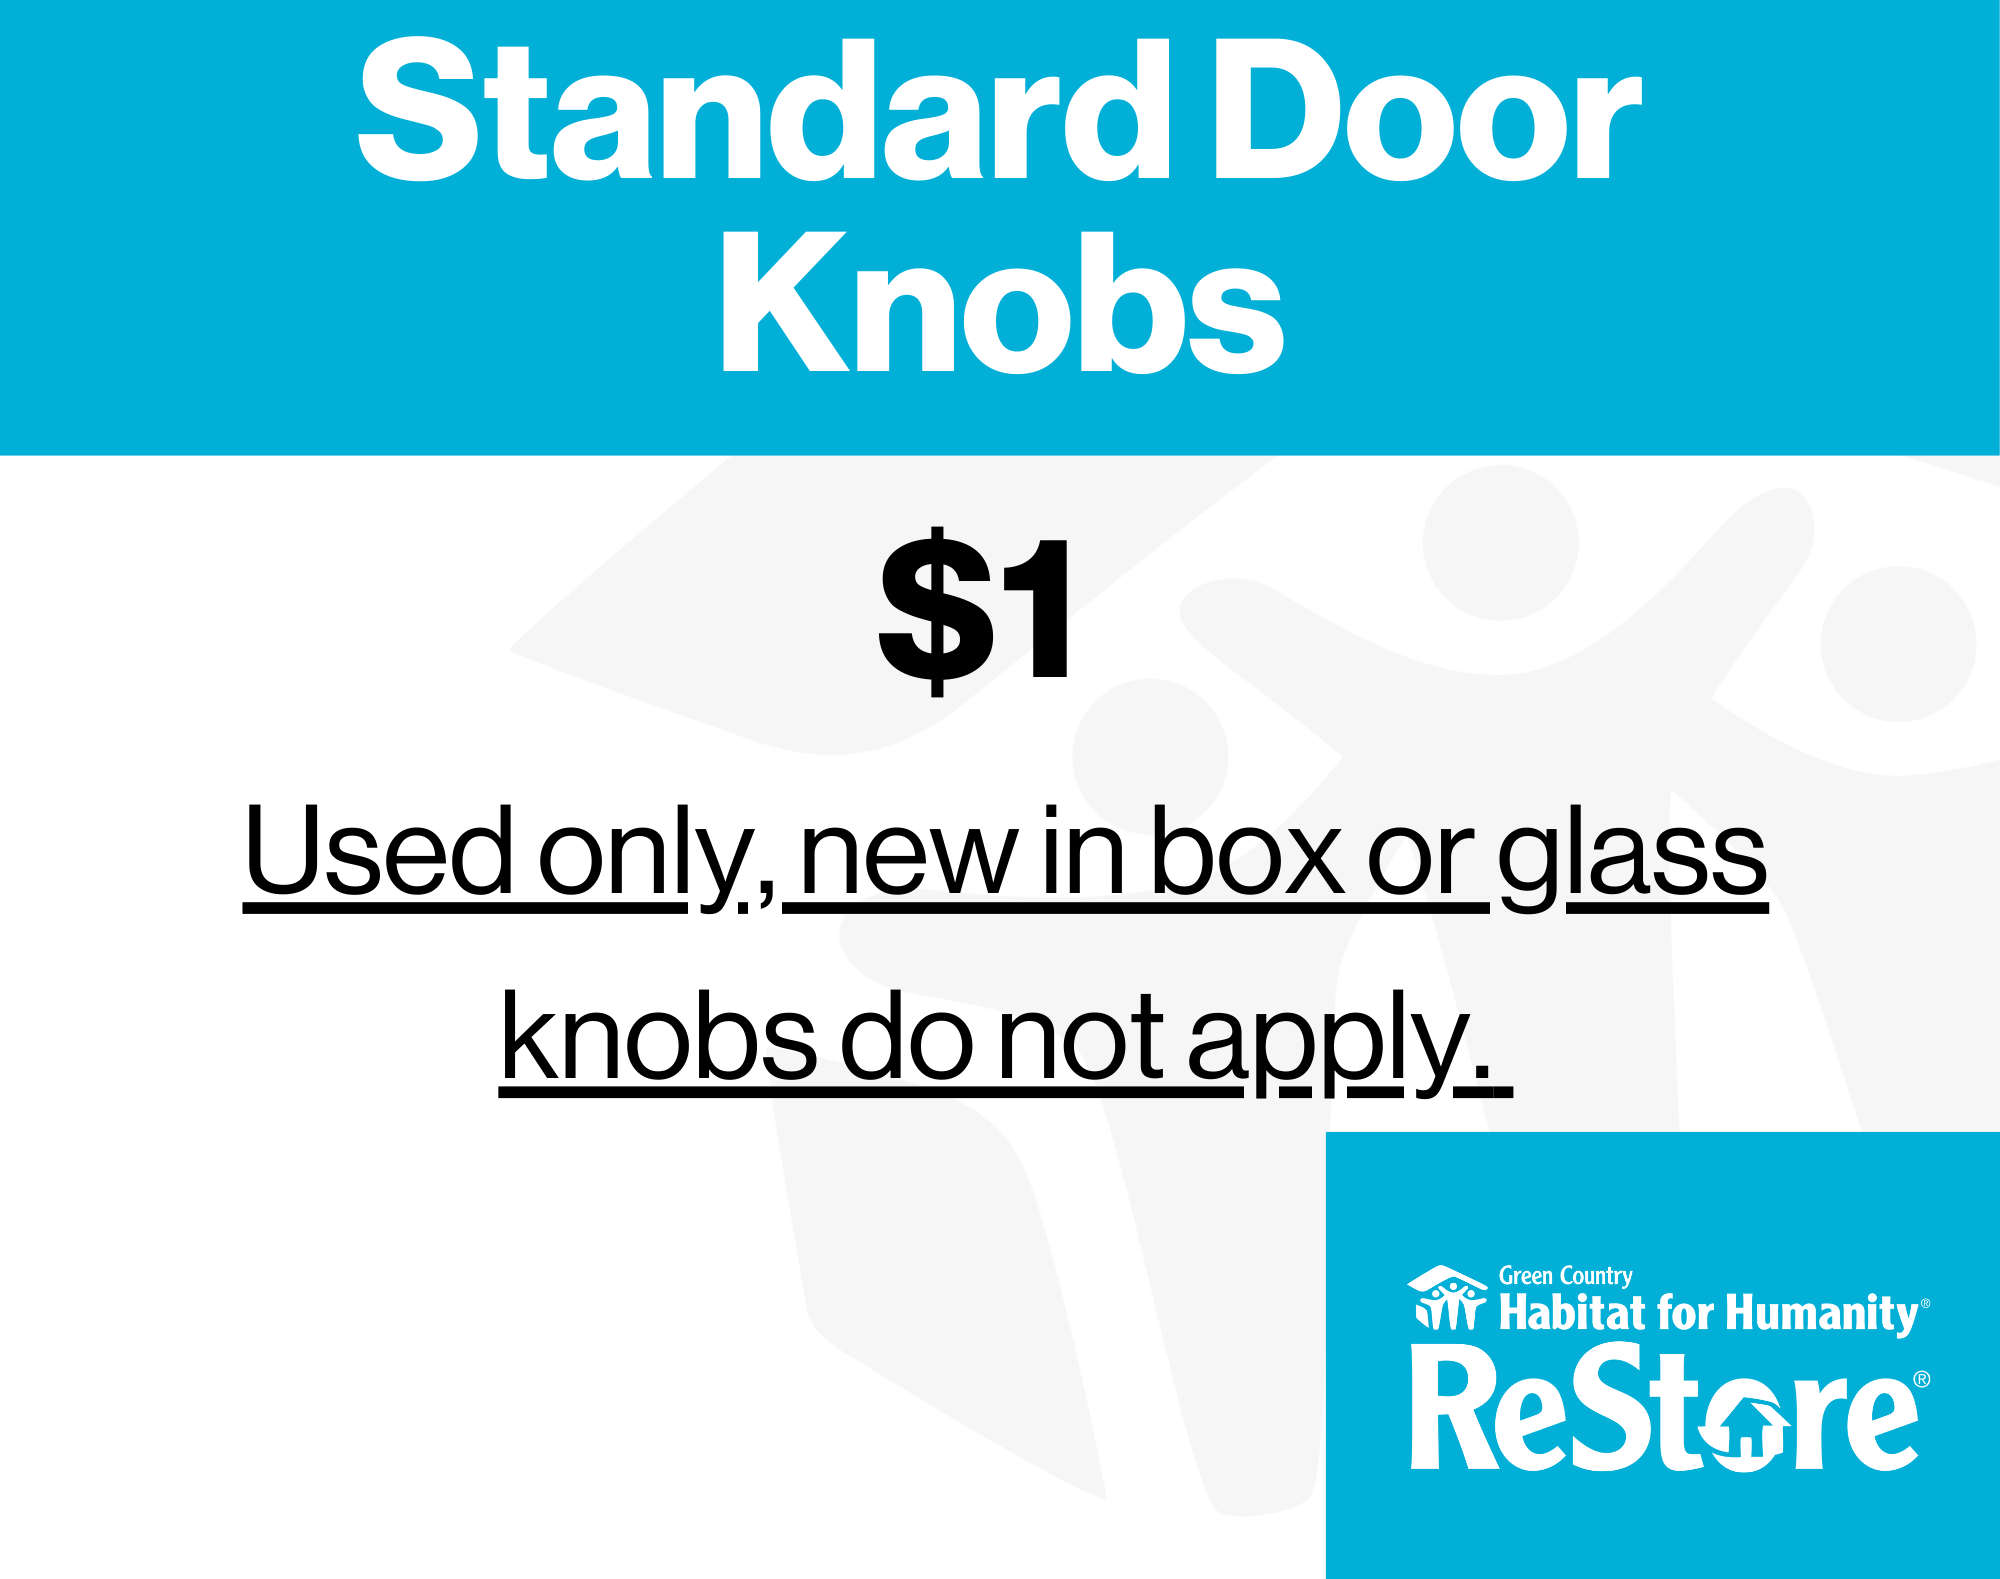 Standard Door
Knobs
$1
Used only, new in box or glass
knobs do not apply.
Green Country
Habitat for Humanity®
ReStore®